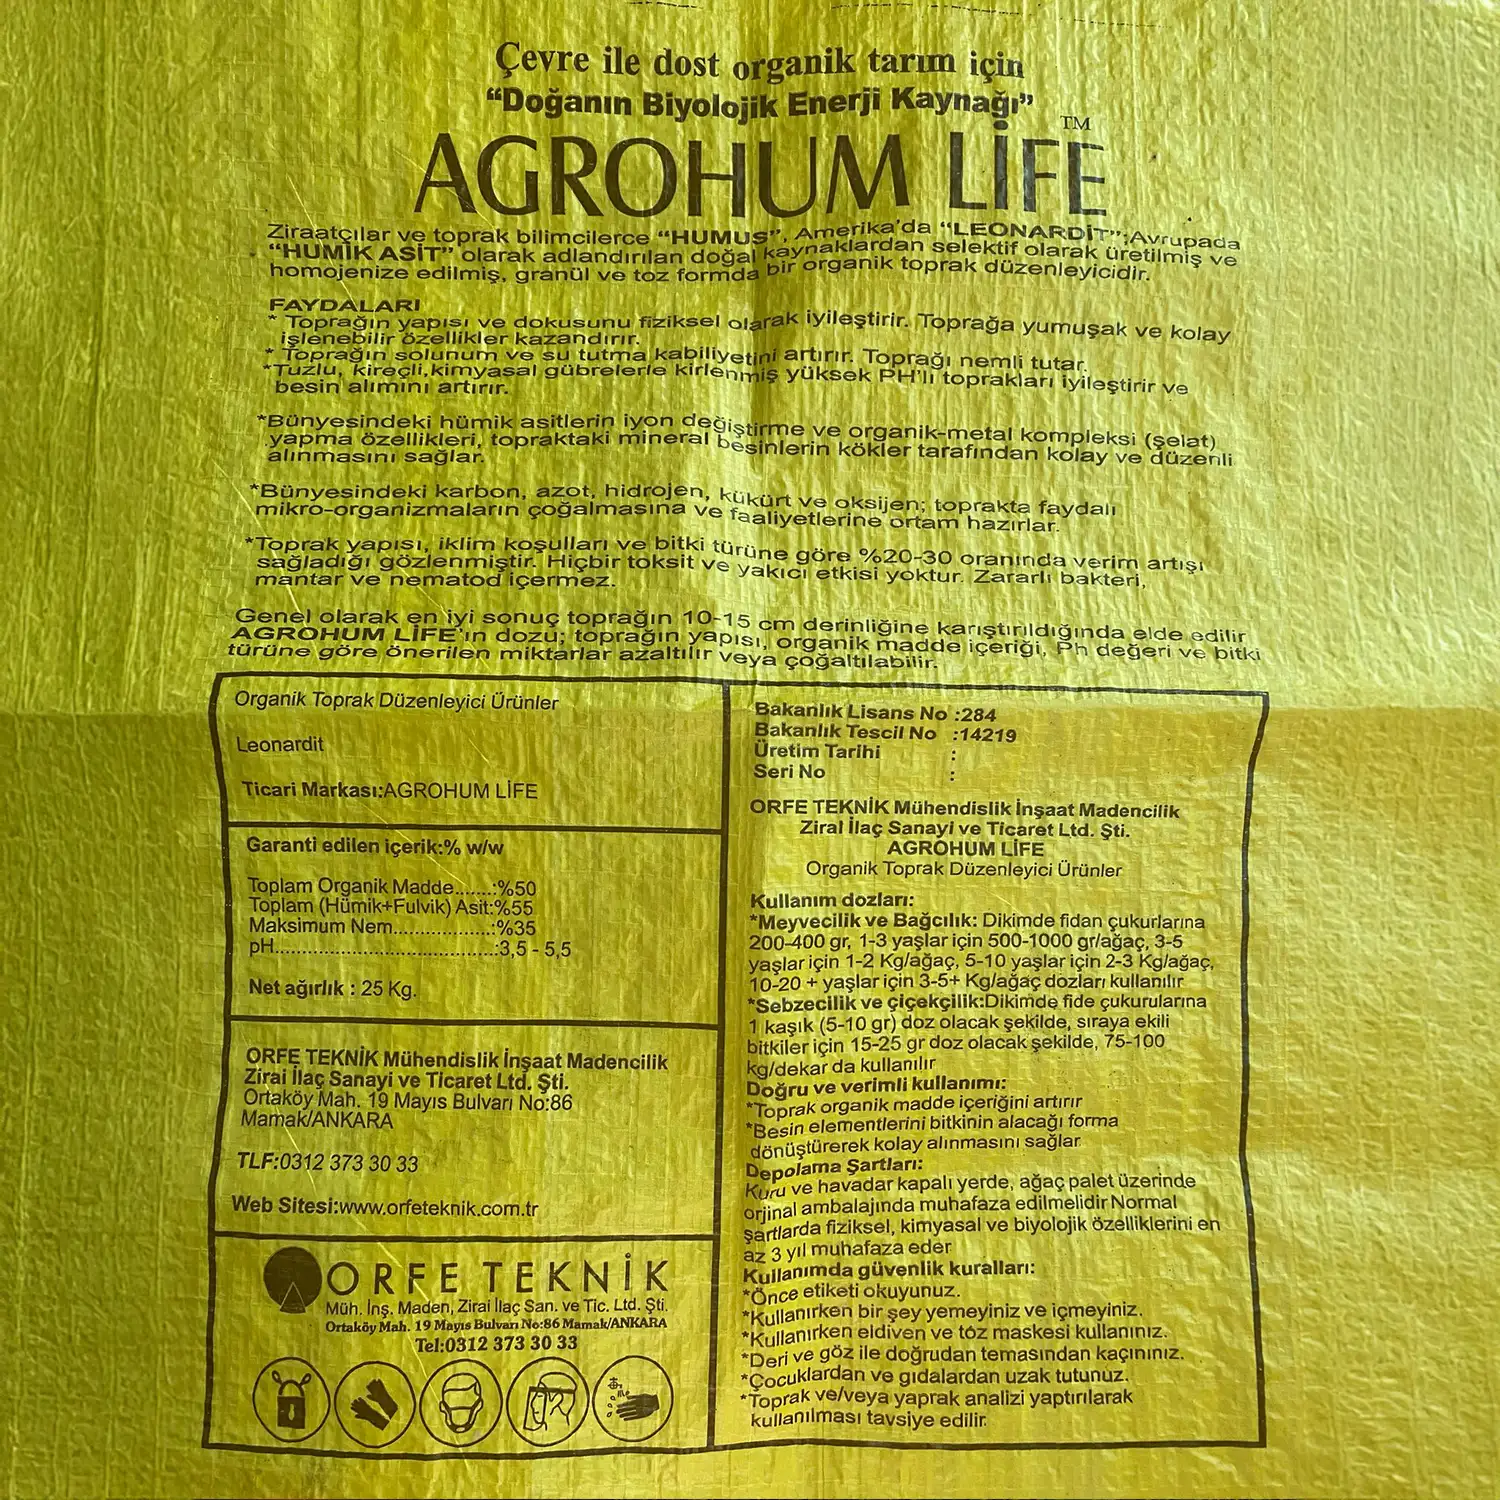 Çevre ile dost organik tarım için
“Doğanın Biyolojik Enerji Kaynağı”
AGROHUM LİFE™
Ziraatçılar ve toprak bilimcilerce “HUMUS”, Amerika’da “LEONARDİT”;Avrupada
“HUMİK ASİT” olarak adlandırılan doğal kaynaklardan selektif olarak üretilmiş ve
homojenize edilmiş, granül ve toz formda bir organik toprak düzenleyicidir.
FAYDALARI
* Toprağın yapısı ve dokusunu fiziksel olarak iyileştirir. Toprağa yumuşak ve kolay
işlenebilir özellikler kazandırır.
* Toprağın solunum ve su tutma kabiliyetini artırır. Toprağı nemli tutar.
*Tuzlu, kireçli,kimyasal gübrelerle kirlenmiş yüksek PH’lı toprakları iyileştirir ve
besin alımını artırır.
*Bünyesindeki hümik asitlerin iyon değiştirme ve organik-metal kompleksi (şelat)
yapma özellikleri, topraktaki mineral besinlerin kökler tarafından kolay ve düzenli
alınmasını sağlar.
*Bünyesindeki karbon, azot, hidrojen, kükürt ve oksijen; toprakta faydalı
mikro-organizmaların çoğalmasına ve faaliyetlerine ortam hazırlar.
*Toprak yapısı, iklim koşulları ve bitki türüne göre %20-30 oranında verim artışı
sağladığı gözlenmiştir. Hiçbir toksit ve yakıcı etkisi yoktur. Zararlı bakteri,
mantar ve nematod içermez.
Genel olarak en iyi sonuç toprağın 10-15 cm derinliğine karıştırıldığında elde edilir
AGROHUM LİFE’ın dozu; toprağın yapısı, organik madde içeriği, Ph değeri ve bitki
türüne göre önerilen miktarlar azaltılır veya çoğaltılabilir.
Organik Toprak Düzenleyici Ürünler
Leonardit
Ticari Markası:AGROHUM LİFE
Garanti edilen içerik:% w/w
Toplam Organik Madde.......:%50
Toplam (Hümik+Fulvik) Asit:%55
Maksimum Nem..................:%35
pH.......................................:3,5 - 5,5
Net ağırlık : 25 Kg.
ORFE TEKNİK Mühendislik İnşaat Madencilik
Zirai İlaç Sanayi ve Ticaret Ltd. Şti.
Ortaköy Mah. 19 Mayıs Bulvarı No:86
Mamak/ANKARA
TLF:0312 373 30 33
Web Sitesi:www.orfeteknik.com.tr
ORFE TEKNİK
Müh. İnş. Maden, Zirai İlaç San. ve Tic. Ltd. Şti.
Ortaköy Mah. 19 Mayıs Bulvarı No:86 Mamak/ANKARA
Tel:0312 373 30 33
Bakanlık Lisans No :284
Bakanlık Tescil No :14219
Üretim Tarihi :
Seri No :
ORFE TEKNİK Mühendislik İnşaat Madencilik
Ziral İlaç Sanayi ve Ticaret Ltd. Şti.
AGROHUM LİFE
Organik Toprak Düzenleyici Ürünler
Kullanım dozları:
*Meyvecilik ve Bağcılık: Dikimde fidan çukurlarına
200-400 gr, 1-3 yaşlar için 500-1000 gr/ağaç, 3-5
yaşlar için 1-2 Kg/ağaç, 5-10 yaşlar için 2-3 Kg/ağaç,
10-20 + yaşlar için 3-5+ Kg/ağaç dozları kullanılır
*Sebzecilik ve çiçekçilik:Dikimde fide çukurularına
1 kaşık (5-10 gr) doz olacak şekilde, sıraya ekili
bitkiler için 15-25 gr doz olacak şekilde, 75-100
kg/dekar da kullanılır
Doğru ve verimli kullanımı:
*Toprak organik madde içeriğini artırır
*Besin elementlerini bitkinin alacağı forma
dönüştürerek kolay alınmasını sağlar
Depolama Şartları:
Kuru ve havadar kapalı yerde, ağaç palet üzerinde
orjinal ambalajında muhafaza edilmelidir Normal
şartlarda fiziksel, kimyasal ve biyolojik özelliklerini en
az 3 yıl muhafaza eder
Kullanımda güvenlik kuralları:
*Önce etiketi okuyunuz.
*Kullanırken bir şey yemeyiniz ve içmeyiniz.
*Kullanırken eldiven ve toz maskesi kullanınız.
*Deri ve göz ile doğrudan temasından kaçınınız.
*Çocuklardan ve gıdalardan uzak tutunuz.
*Toprak ve/veya yaprak analizi yaptırılarak
kullanılması tavsiye edilir.